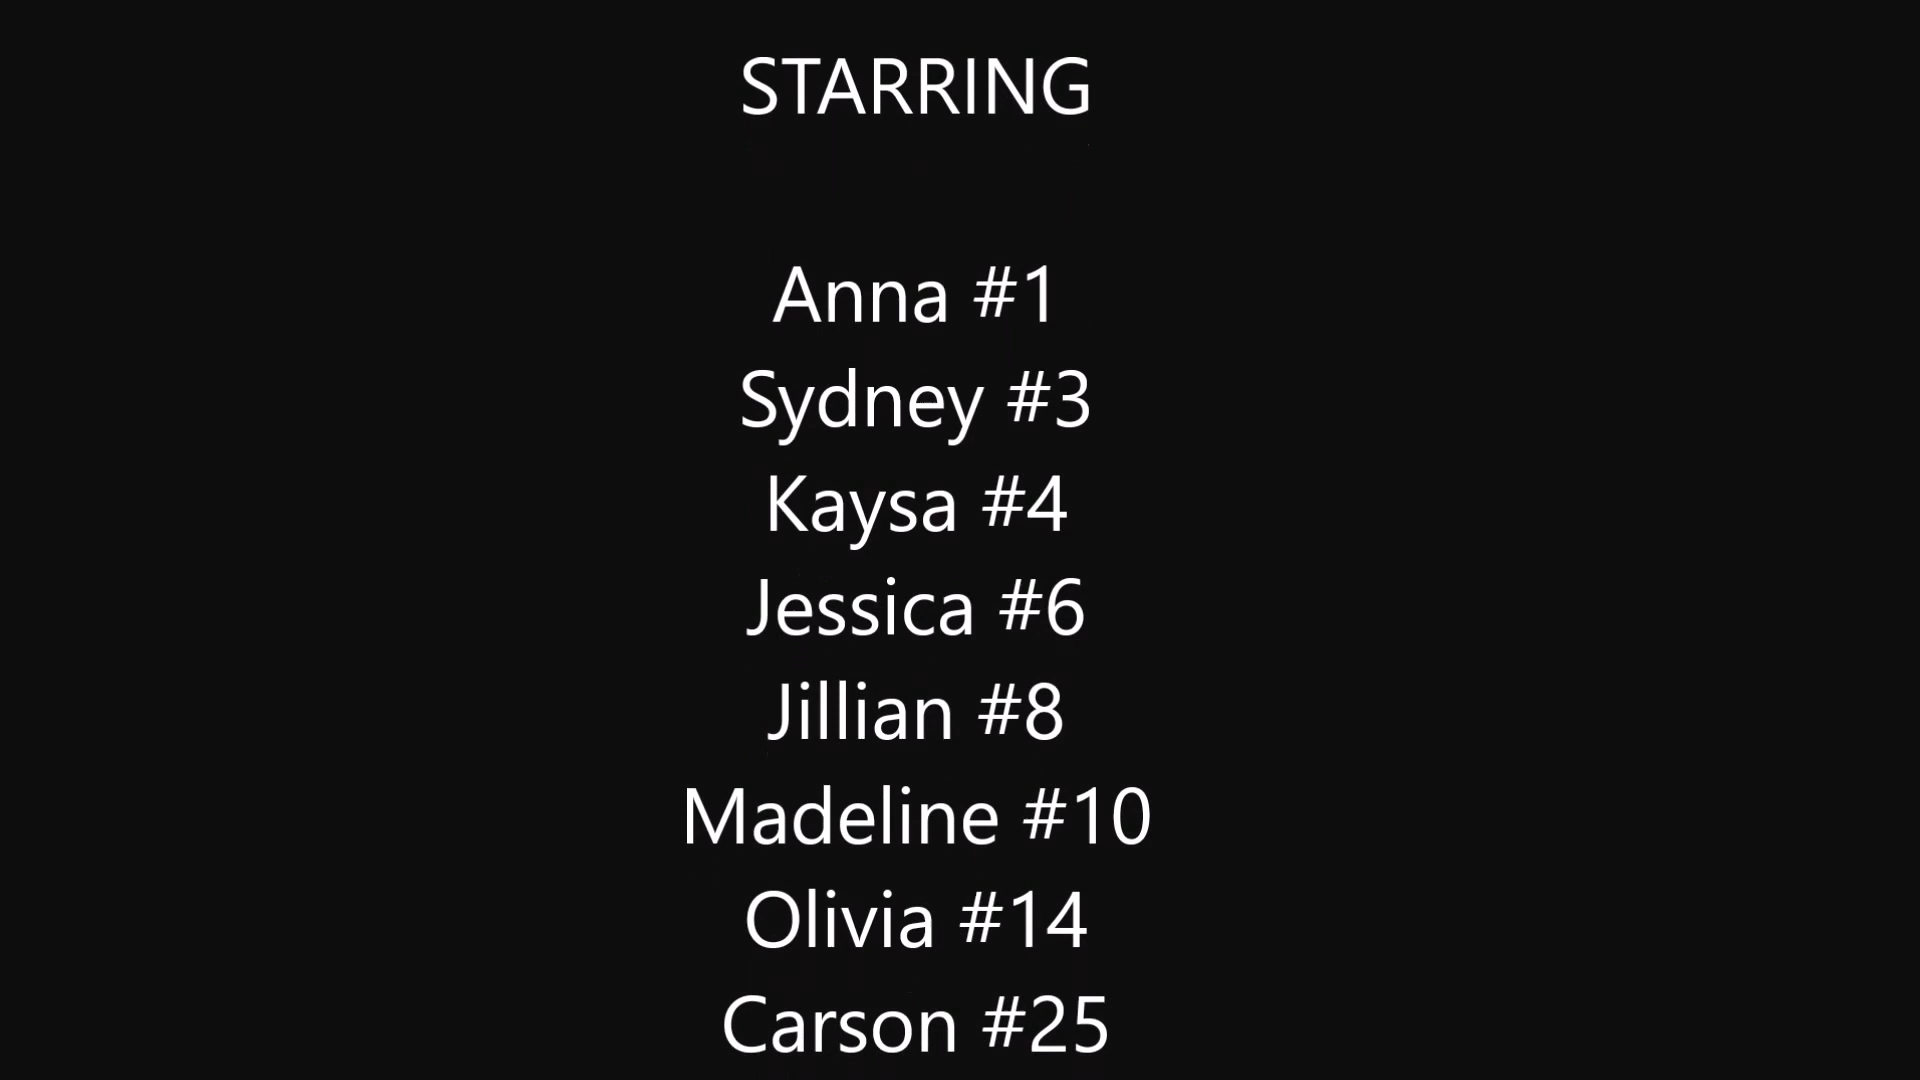 STARRING
Anna #1
Sydney #3
Kaysa #4
Jessica #6
Jillian #8
Madeline #10
Olivia #14
Carson #25